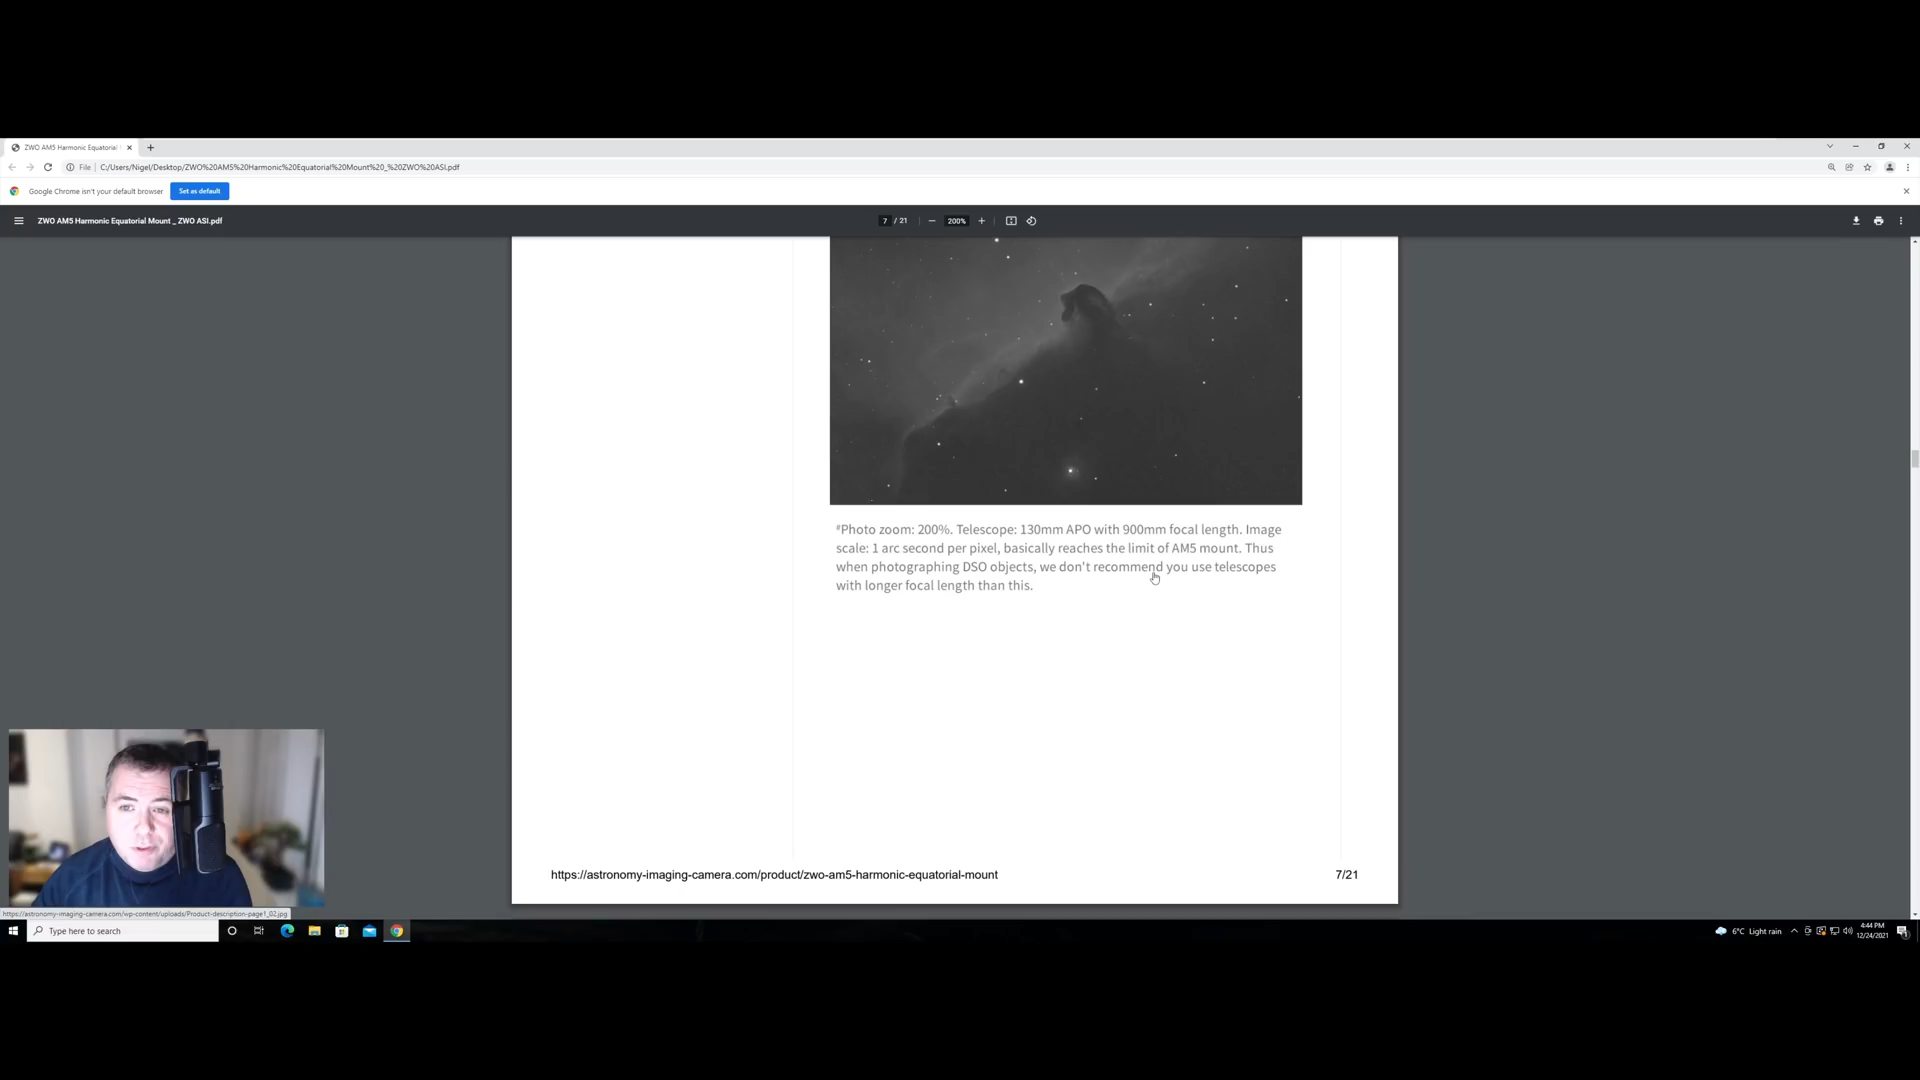 ZWO AM5 Harmonic Equatorial
File C:/Users/Nigel/Desktop/ZWO%20AM5%20Harmonic%20Equatorial%20Mount%20_%20ZWO%20ASI.pdf
Google Chrome isn't your default browser Set as default
ZWO AM5 Harmonic Equatorial Mount _ ZWO ASI.pdf 7 / 21 200%
#Photo zoom: 200%. Telescope: 130mm APO with 900mm focal length. Image
scale: 1 arc second per pixel, basically reaches the limit of AM5 mount. Thus
when photographing DSO objects, we don't recommend you use telescopes
with longer focal length than this.
https://astronomy-imaging-camera.com/product/zwo-am5-harmonic-equatorial-mount 7/21
https://astronomy-imaging-camera.com/wp-content/uploads/Product-description-page1_02.jpg
Type here to search 6°C Light rain 4:44 PM
12/24/2021